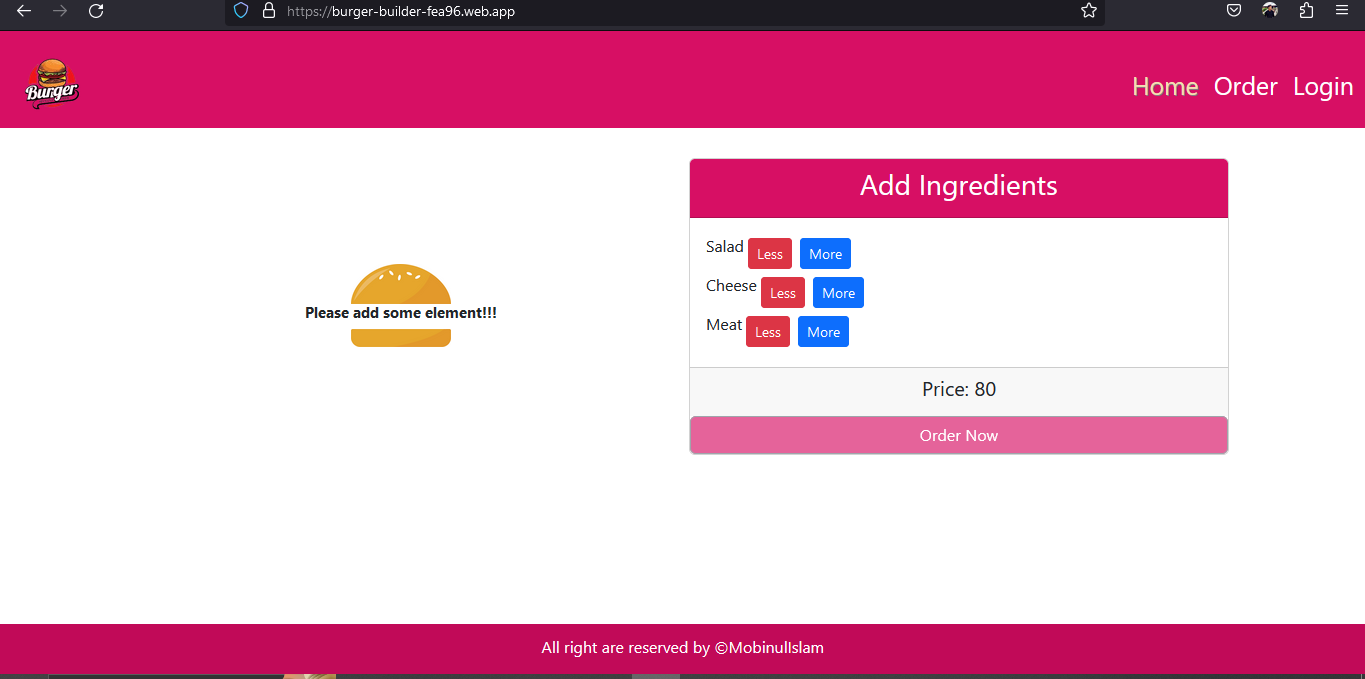 https://burger-builder-fea96.web.app
Burger
Home Order Login
Add Ingredients
Salad Less More
Cheese Less More
Meat Less More
Please add some element!!!
Price: 80
Order Now
All right are reserved by ©MobinulIslam